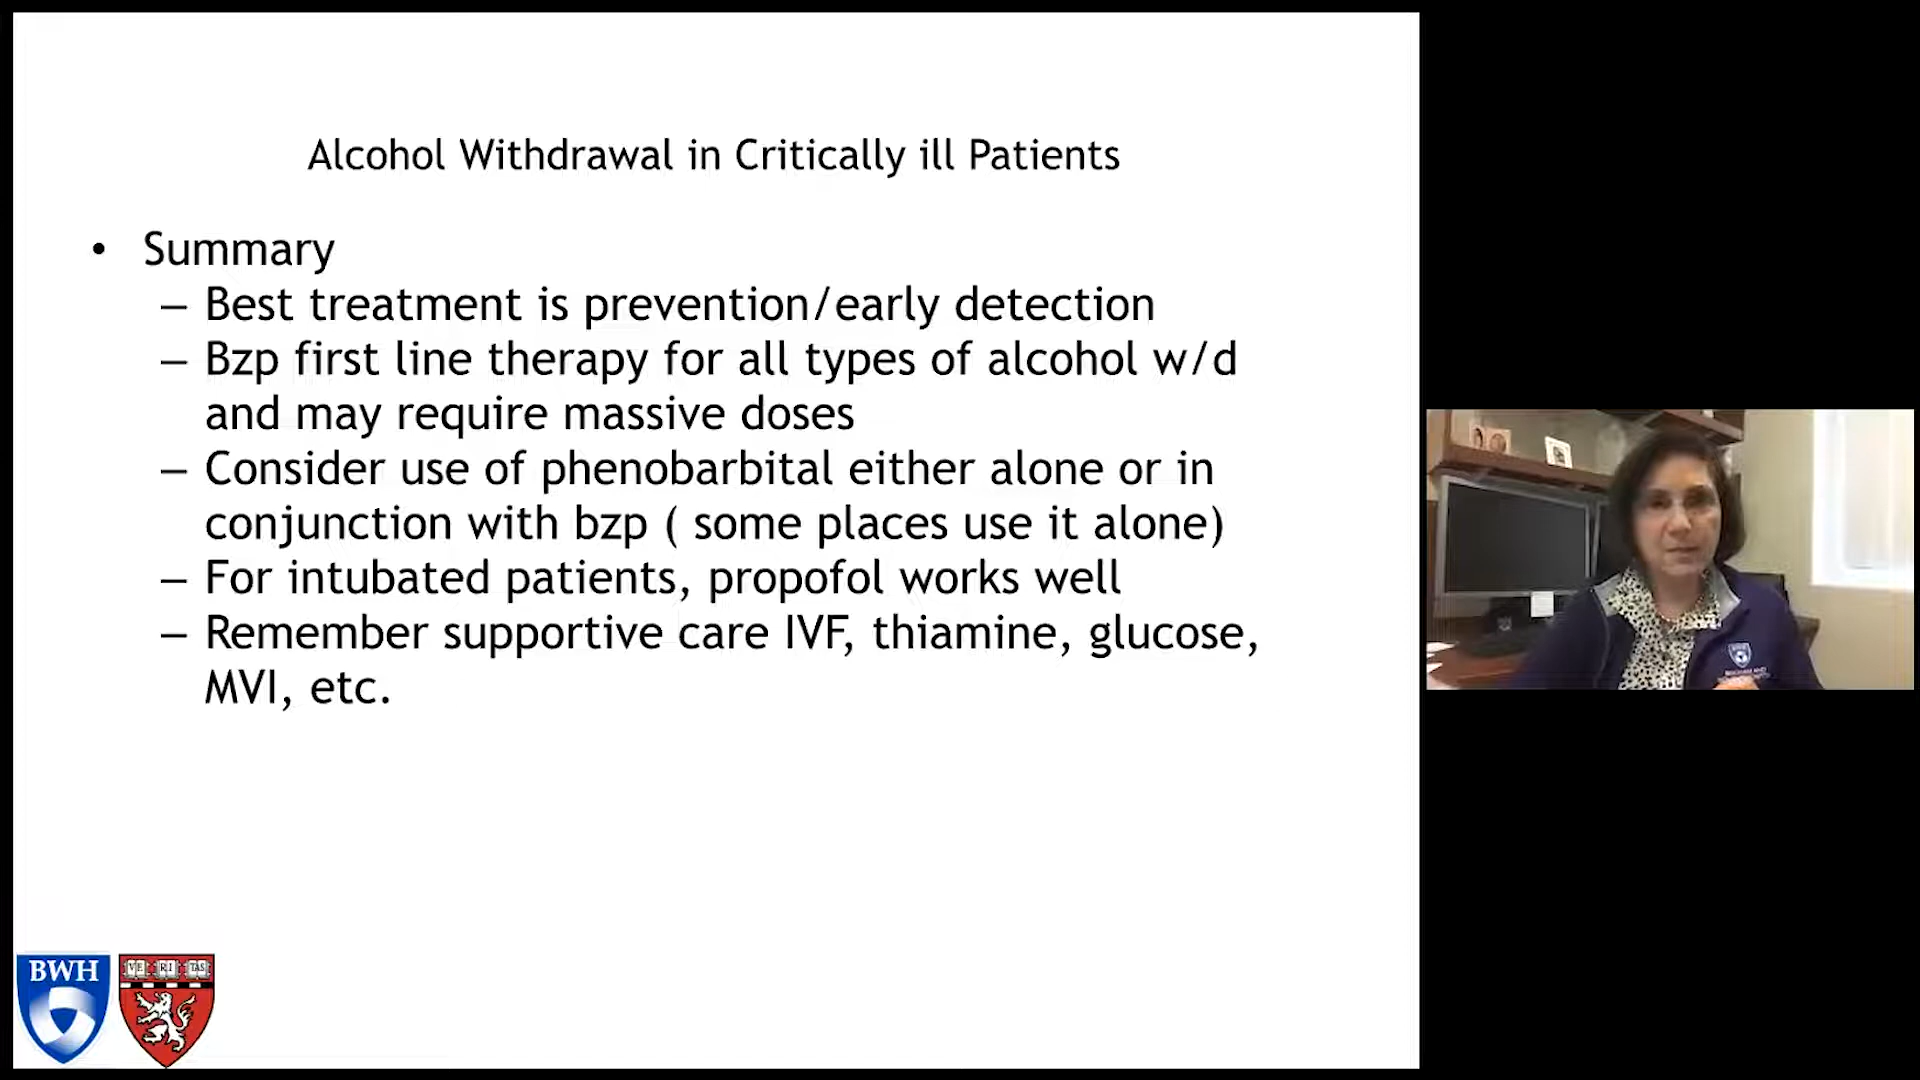 Alcohol Withdrawal in Critically ill Patients
• Summary
– Best treatment is prevention/early detection
– Bzp first line therapy for all types of alcohol w/d
and may require massive doses
– Consider use of phenobarbital either alone or in
conjunction with bzp ( some places use it alone)
– For intubated patients, propofol works well
– Remember supportive care IVF, thiamine, glucose,
MVI, etc.
BWH
VE RI TAS